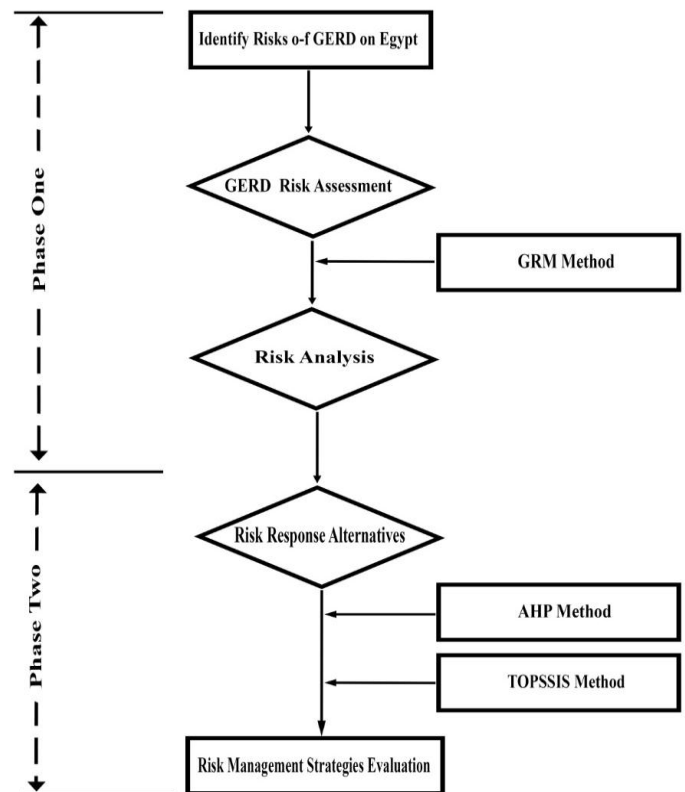 Identify Risks o-f GERD on Egypt
GERD Risk Assessment
GRM Method
Risk Analysis
Phase One
Risk Response Alternatives
AHP Method
TOPSSIS Method
Risk Management Strategies Evaluation
Phase Two